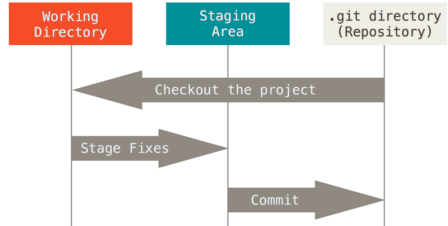 Working
Directory
Staging
Area
.git directory
(Repository)
Checkout the project
Stage Fixes
Commit